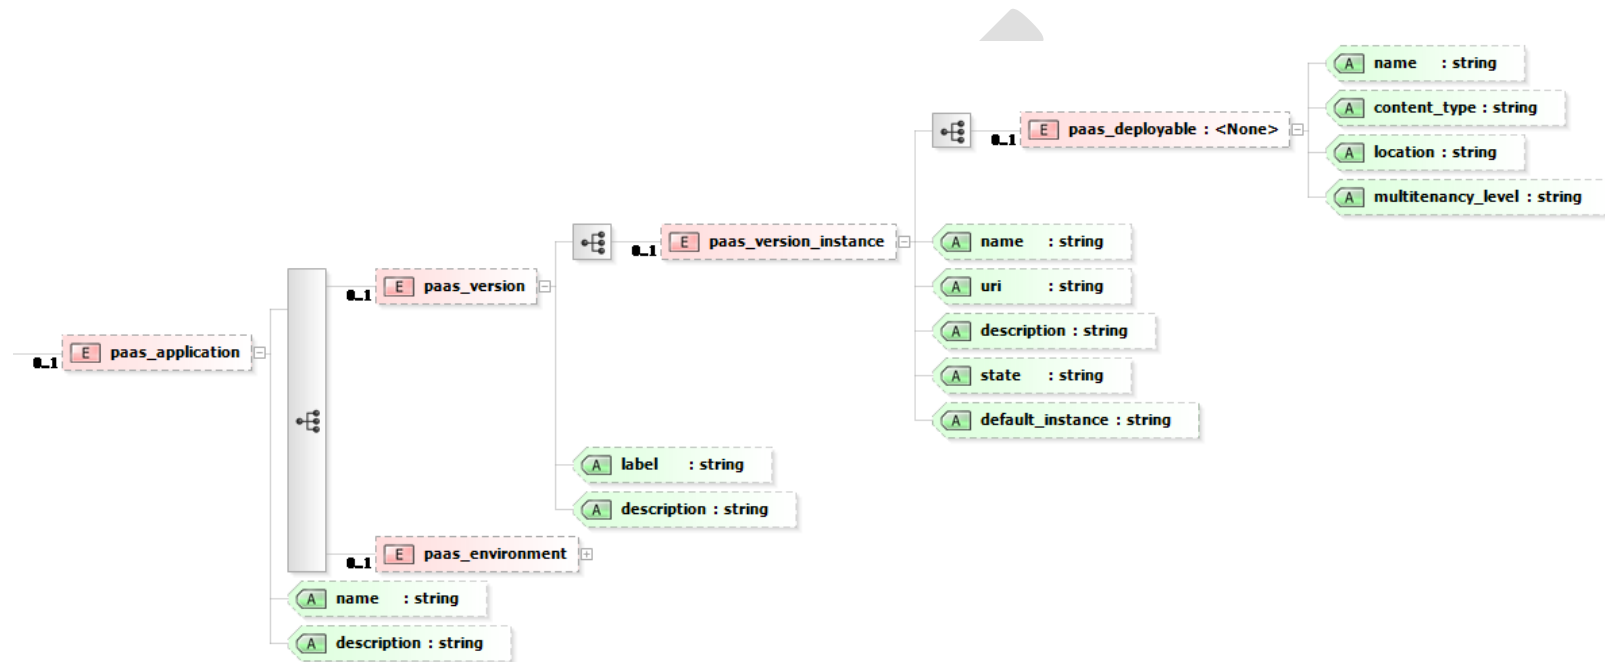 A name : string
A content_type : string
0..1 E paas_deployable : <None>
A location : string
A multitenancy_level : string
0..1 E paas_version_instance
A name : string
0..1 E paas_version
A uri : string
A description : string
0..1 E paas_application
A state : string
A default_instance : string
A label : string
A description : string
0..1 E paas_environment
A name : string
A description : string